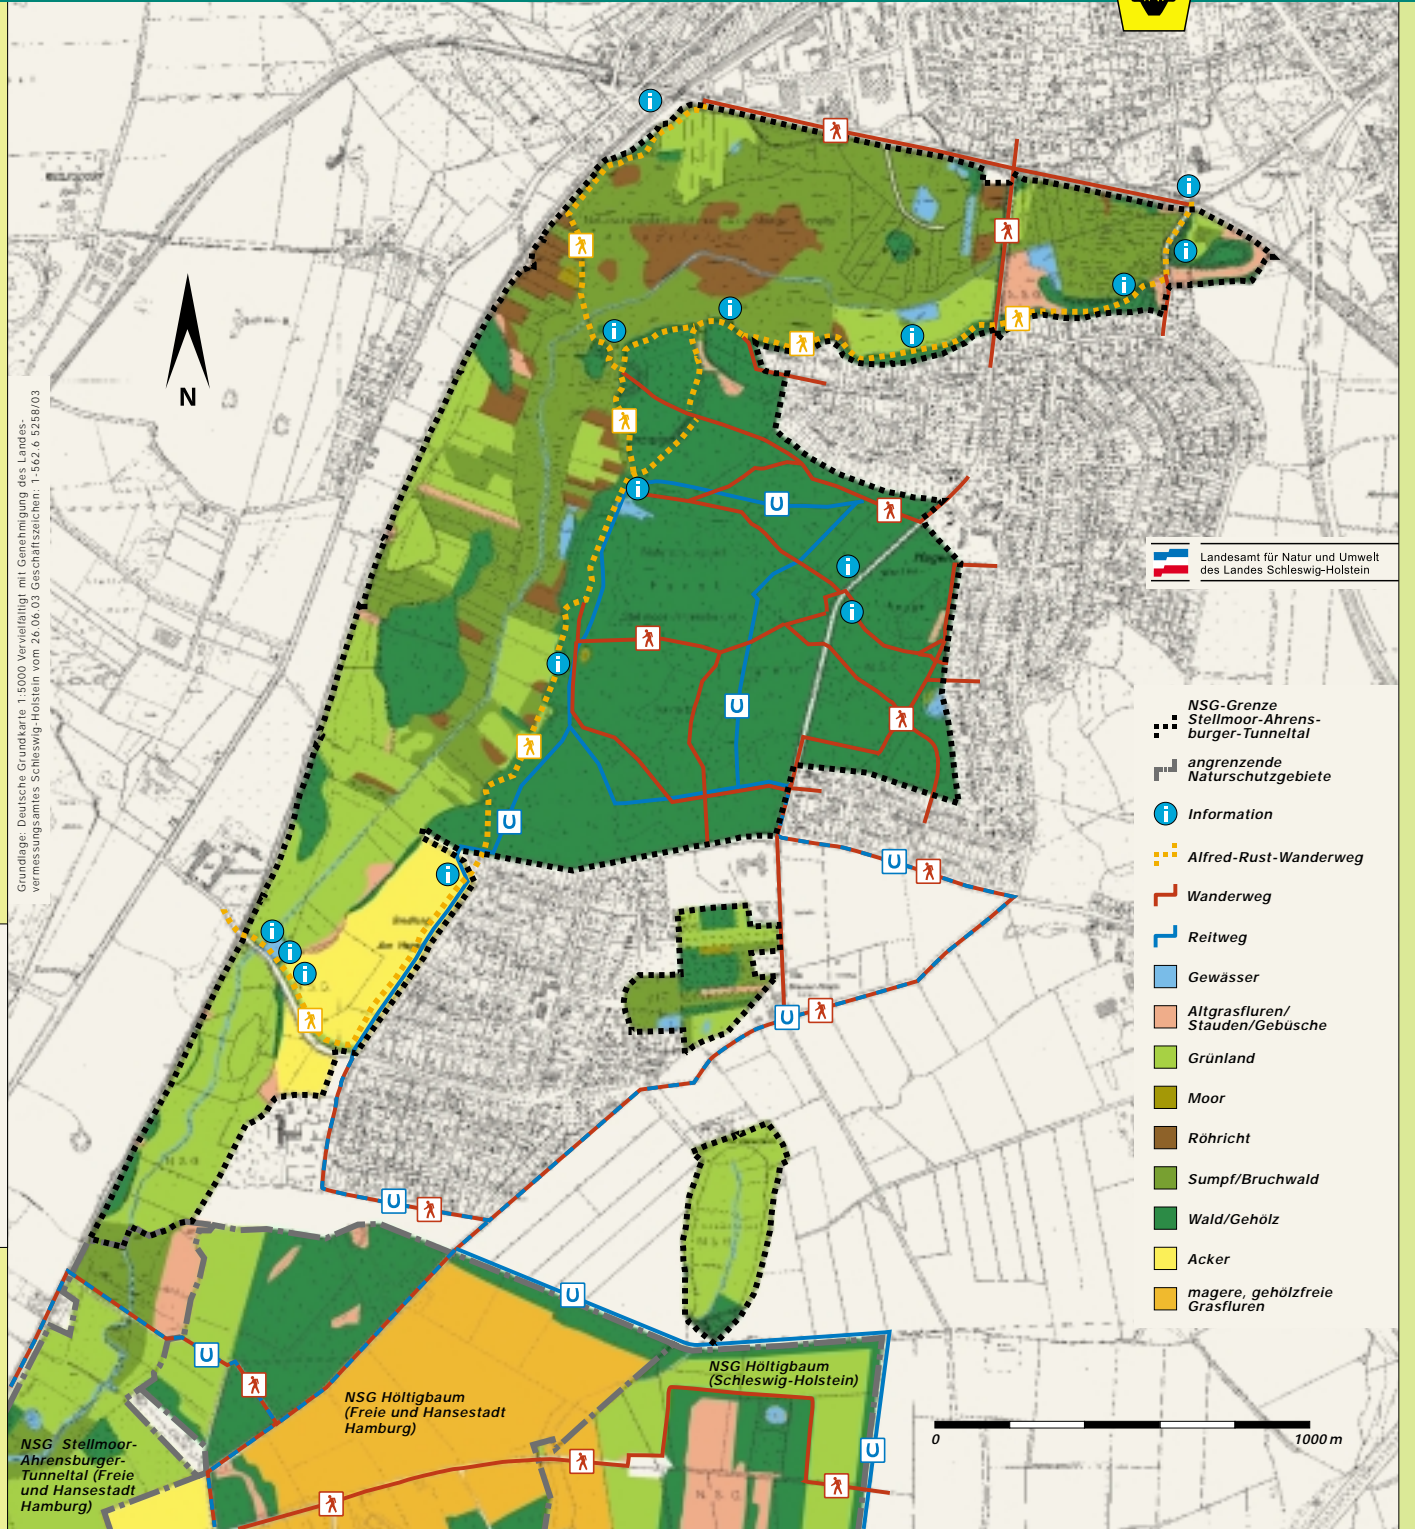 N
Grundlage: Deutsche Grundkarte 1:5000 Vervielfältigt mit Genehmigung des Landes-
vermessungsamtes Schleswig-Holstein vom 26.06.03 Geschäftszeichen: 1-562.6 5258/03
Landesamt für Natur und Umwelt
des Landes Schleswig-Holstein
NSG-Grenze
Stellmoor-Ahrens-
burger-Tunneltal
angrenzende
Naturschutzgebiete
i Information
Alfred-Rust-Wanderweg
Wanderweg
Reitweg
Gewässer
Altgrasfluren/
Stauden/Gebüsche
Grünland
Moor
Röhricht
Sumpf/Bruchwald
Wald/Gehölz
Acker
magere, gehölzfreie
Grasfluren
NSG Höltigbaum
(Schleswig-Holstein)
NSG Höltigbaum
(Freie und Hansestadt
Hamburg)
0 1000 m
NSG Stellmoor-
Ahrensburger-
Tunneltal (Freie
und Hansestadt
Hamburg)
N.S.G.